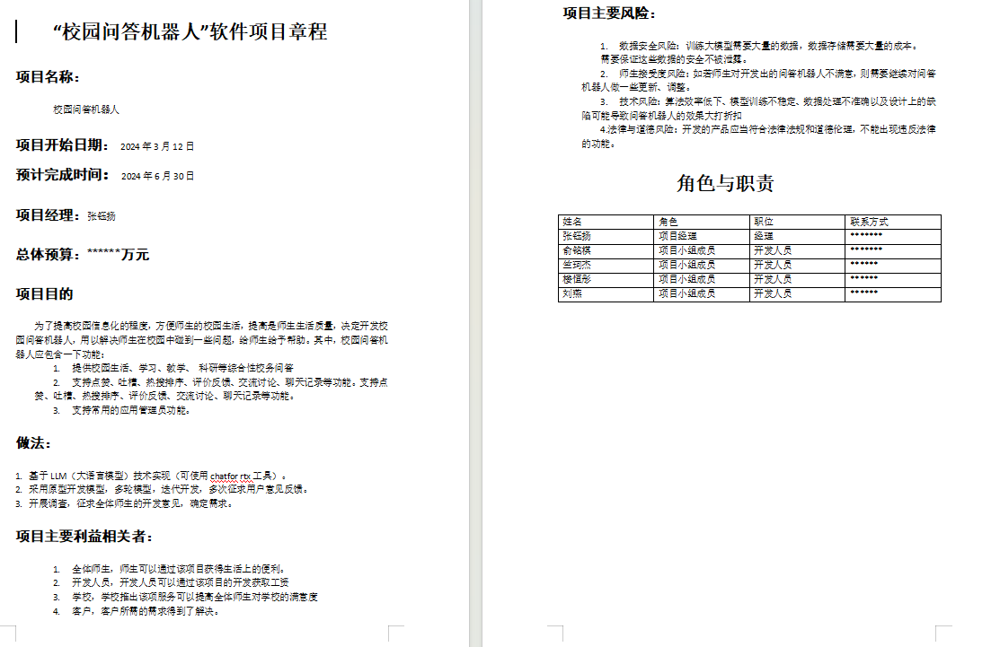 “校园问答机器人”软件项目章程
项目名称：
校园问答机器人
项目开始日期： 2024 年 3 月 12 日
预计完成时间： 2024 年 6 月 30 日
项目经理：张钰扬
总体预算：******万元
项目目的
为了提高校园信息化的程度，方便师生的校园生活，提高是师生生活质量，决定开发校
园问答机器人，用以解决师生在校园中碰到一些问题，给师生给予帮助。其中，校园问答机
器人应包含一下功能：
1. 提供校园生活、学习、教学、 科研等综合性校务问答
2. 支持点赞、吐槽、热搜排序、评价反馈、交流讨论、聊天记录等功能。支持点
赞、吐槽、热搜排序、评价反馈、交流讨论、聊天记录等功能。
3. 支持常用的应用管理员功能。
做法：
1. 基于 LLM（大语言模型）技术实现（可使用 chatfor rtx 工具）。
2. 采用原型开发模型，多轮模型，迭代开发，多次征求用户意见反馈。
3. 开展调查，征求全体师生的开发意见，确定需求。
项目主要利益相关者：
1. 全体师生，师生可以通过该项目获得生活上的便利。
2. 开发人员，开发人员可以通过该项目的开发获取工资
3. 学校，学校推出该项服务可以提高全体师生对学校的满意度
4. 客户，客户所需的需求得到了解决。
项目主要风险：
1. 数据安全风险：训练大模型需要大量的数据，数据存储需要大量的成本。
需要保证这些数据的安全不被泄露。
2. 师生接受度风险：如若师生对开发出的问答机器人不满意，则需要继续对问答
机器人做一些更新、调整。
3. 技术风险：算法效率低下、模型训练不稳定、数据处理不准确以及设计上的缺
陷可能导致问答机器人的效果大打折扣
4.法律与道德风险：开发的产品应当符合法律法规和道德伦理，不能出现违反法律
的功能。
角色与职责
姓名 角色 职位 联系方式
张钰扬 项目经理 经理 *******
俞铭棋 项目小组成员 开发人员 *******
竺珂杰 项目小组成员 开发人员 ******
楼恒彤 项目小组成员 开发人员 ******
刘燕 项目小组成员 开发人员 ******